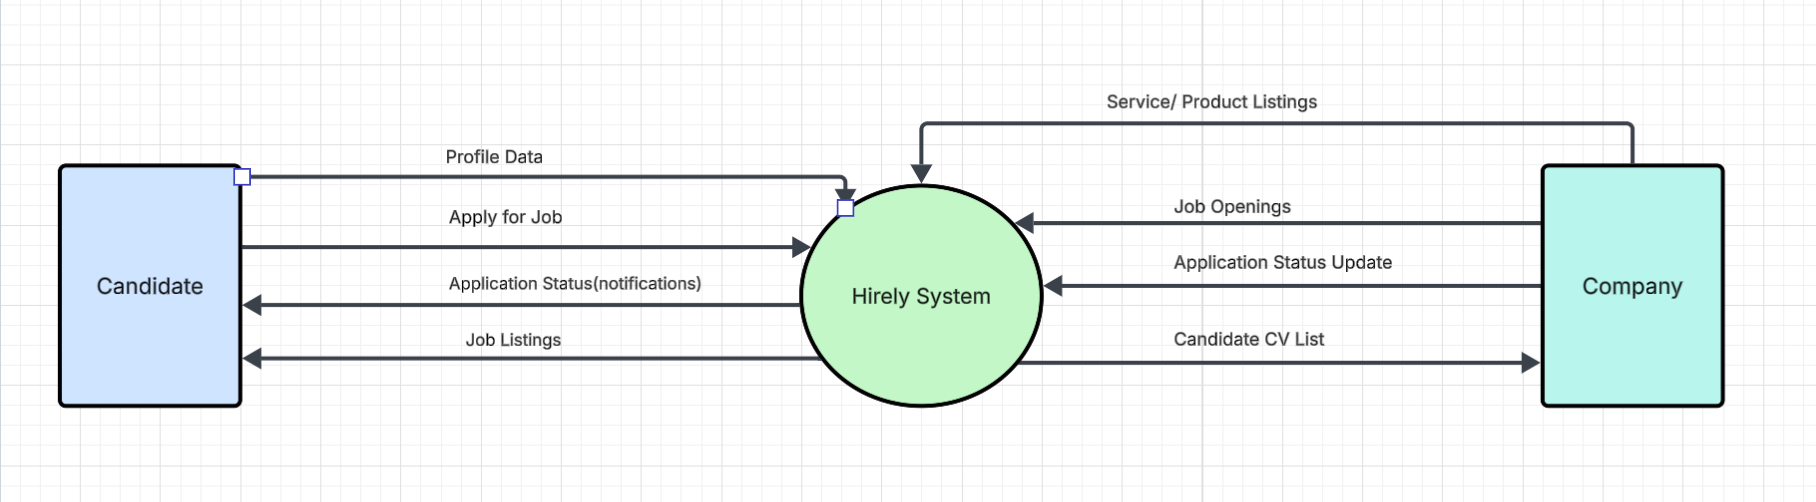 Service/ Product Listings
Profile Data
Job Openings
Apply for Job
Application Status Update
Application Status(notifications)
Candidate
Hirely System
Company
Job Listings
Candidate CV List